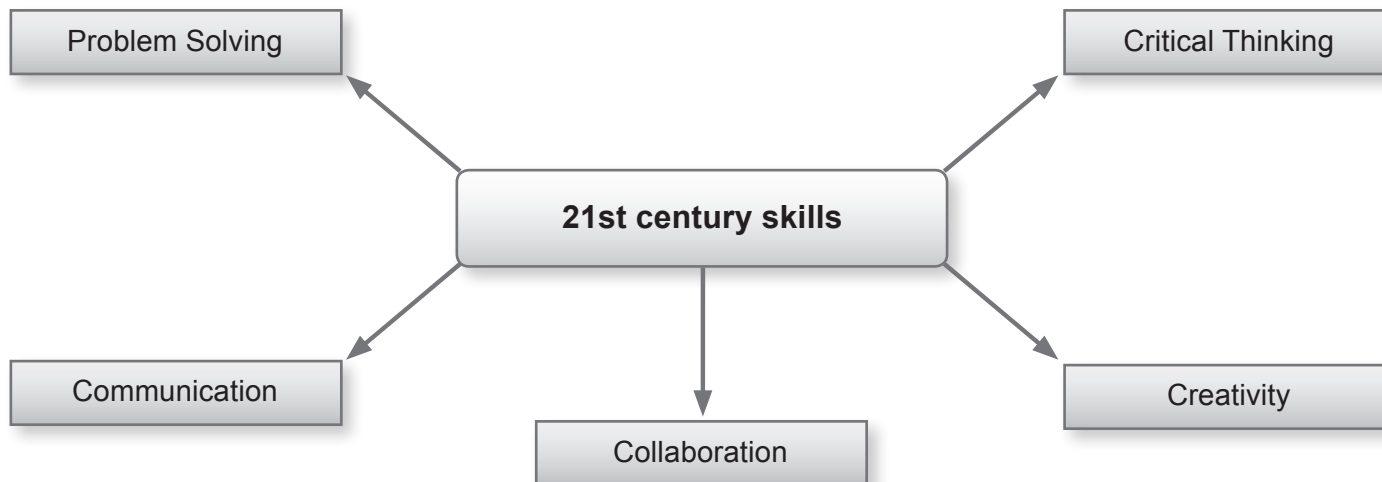 Problem Solving
Critical Thinking
21st century skills
Communication
Creativity
Collaboration